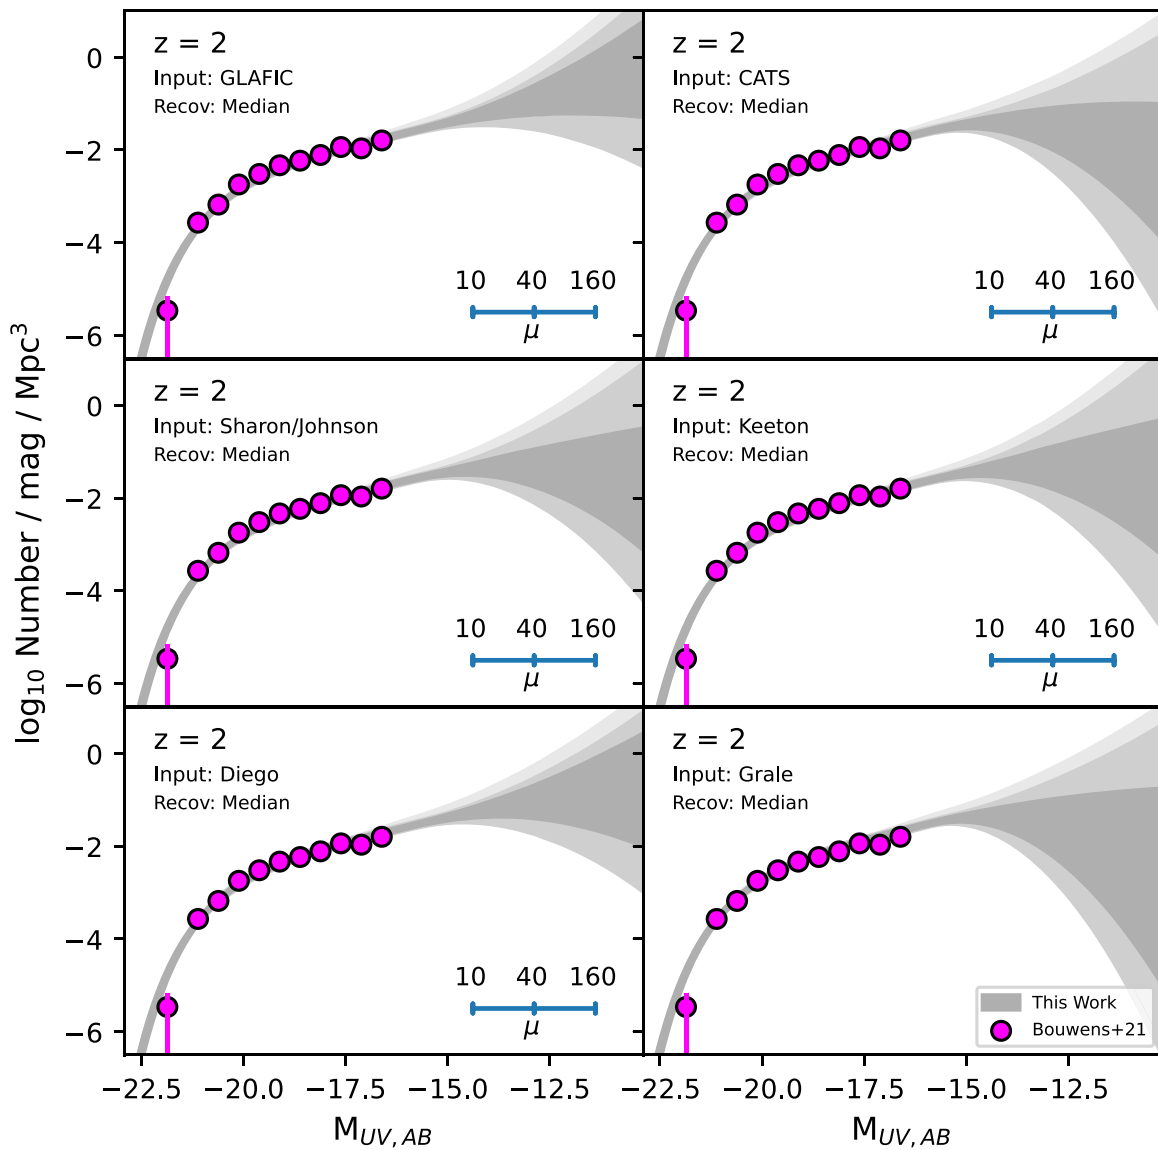 log10 Number / mag / Mpc3
0
−2
−4
−6
z = 2
Input: GLAFIC
Recov: Median
10 40 160
μ
z = 2
Input: CATS
Recov: Median
10 40 160
μ
0
−2
−4
−6
z = 2
Input: Sharon/Johnson
Recov: Median
10 40 160
μ
z = 2
Input: Keeton
Recov: Median
10 40 160
μ
0
−2
−4
−6
z = 2
Input: Diego
Recov: Median
10 40 160
μ
z = 2
Input: Grale
Recov: Median
This Work
Bouwens+21
−22.5 −20.0 −17.5 −15.0 −12.5
−22.5 −20.0 −17.5 −15.0 −12.5
MUV, AB
MUV, AB